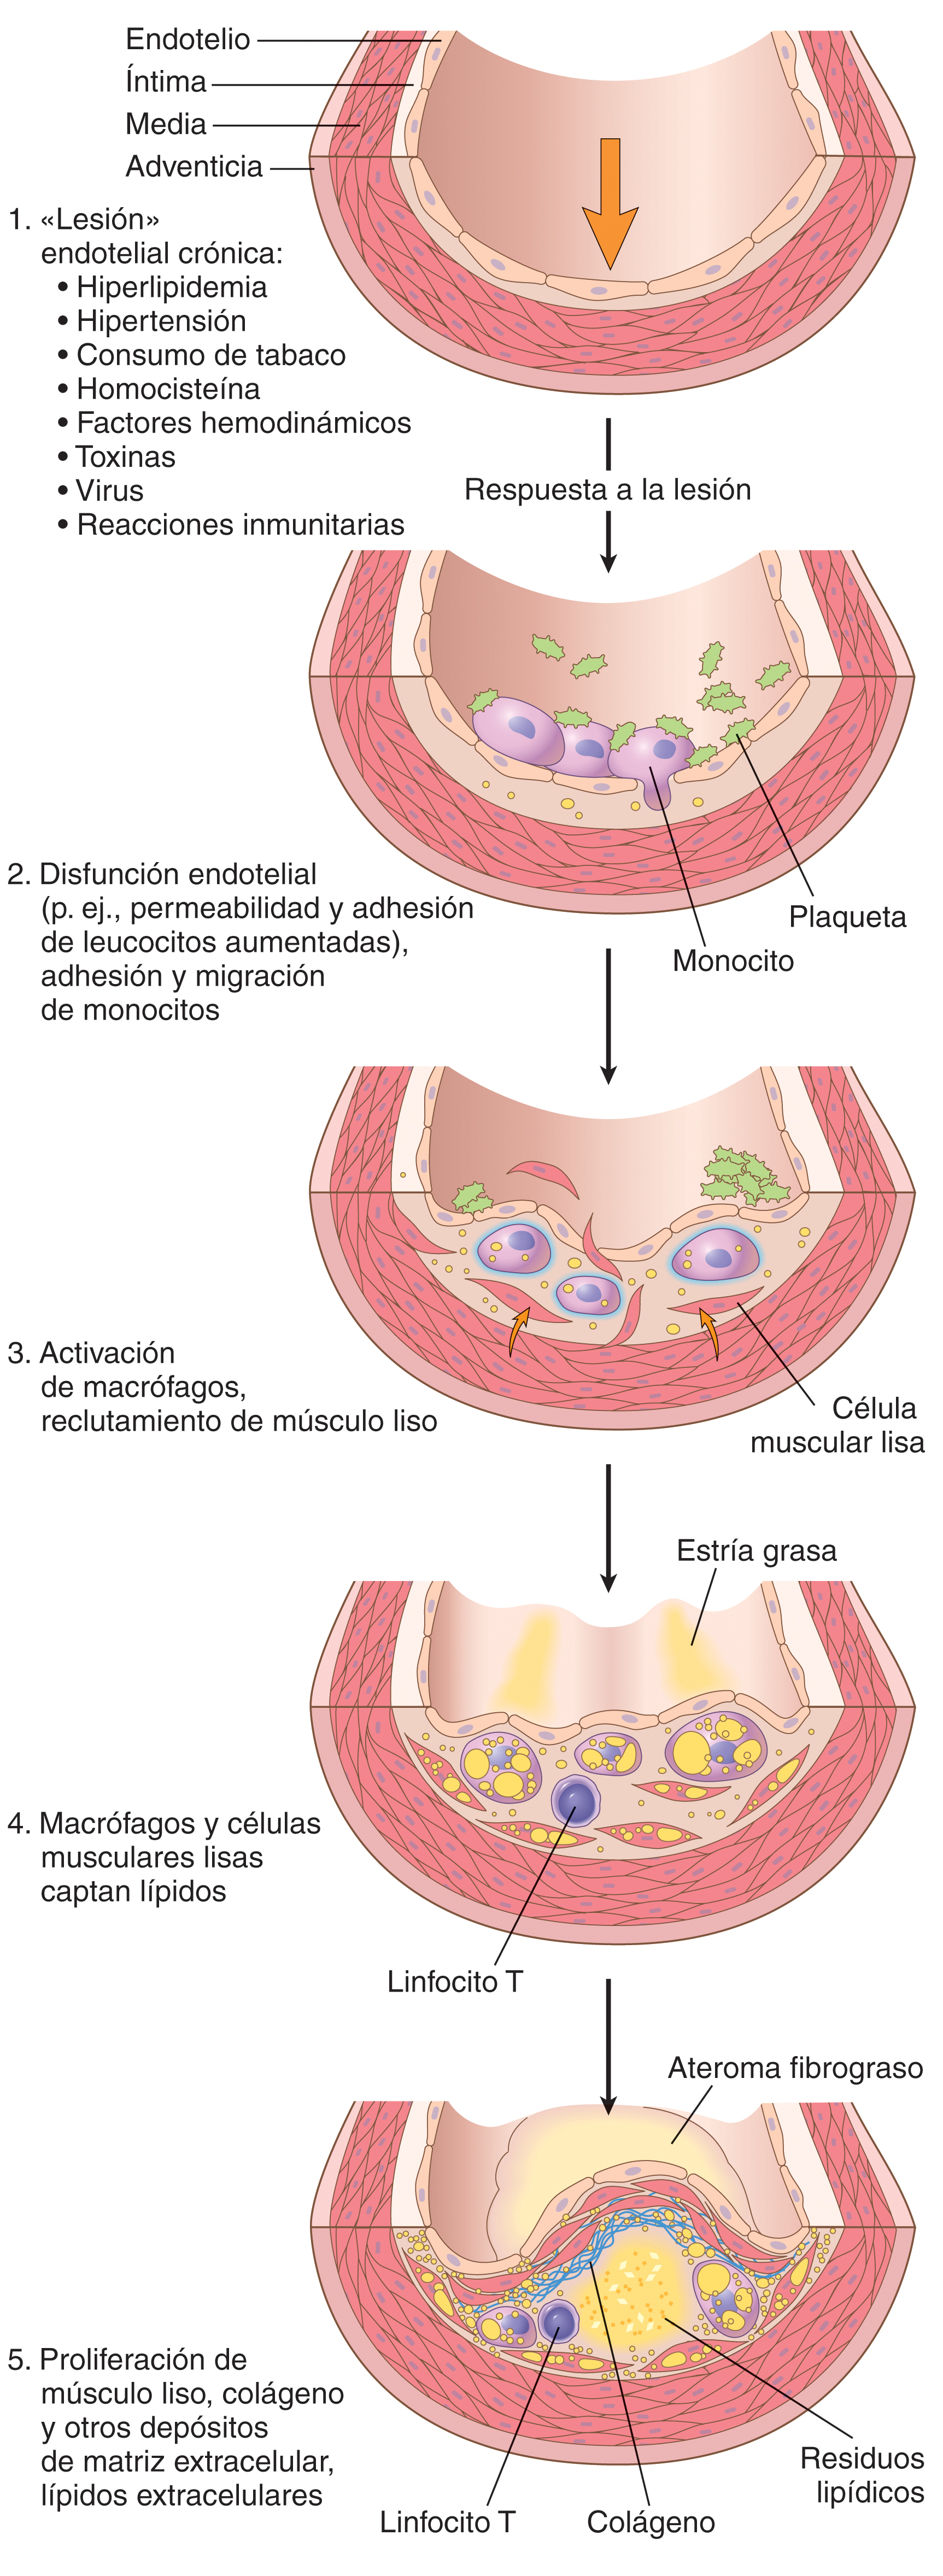 Endotelio
Íntima
Media
Adventicia
1. «Lesión»
endotelial crónica:
• Hiperlipidemia
• Hipertensión
• Consumo de tabaco
• Homocisteína
• Factores hemodinámicos
• Toxinas
• Virus
• Reacciones inmunitarias
Respuesta a la lesión
2. Disfunción endotelial
(p. ej., permeabilidad y adhesión
de leucocitos aumentadas),
adhesión y migración
de monocitos
Plaqueta
Monocito
3. Activación
de macrófagos,
reclutamiento de músculo liso
Célula
muscular lisa
Estría grasa
4. Macrófagos y células
musculares lisas
captan lípidos
Linfocito T
Ateroma fibrograso
5. Proliferación de
músculo liso, colágeno
y otros depósitos
de matriz extracelular,
lípidos extracelulares
Residuos
lipídicos
Linfocito T
Colágeno